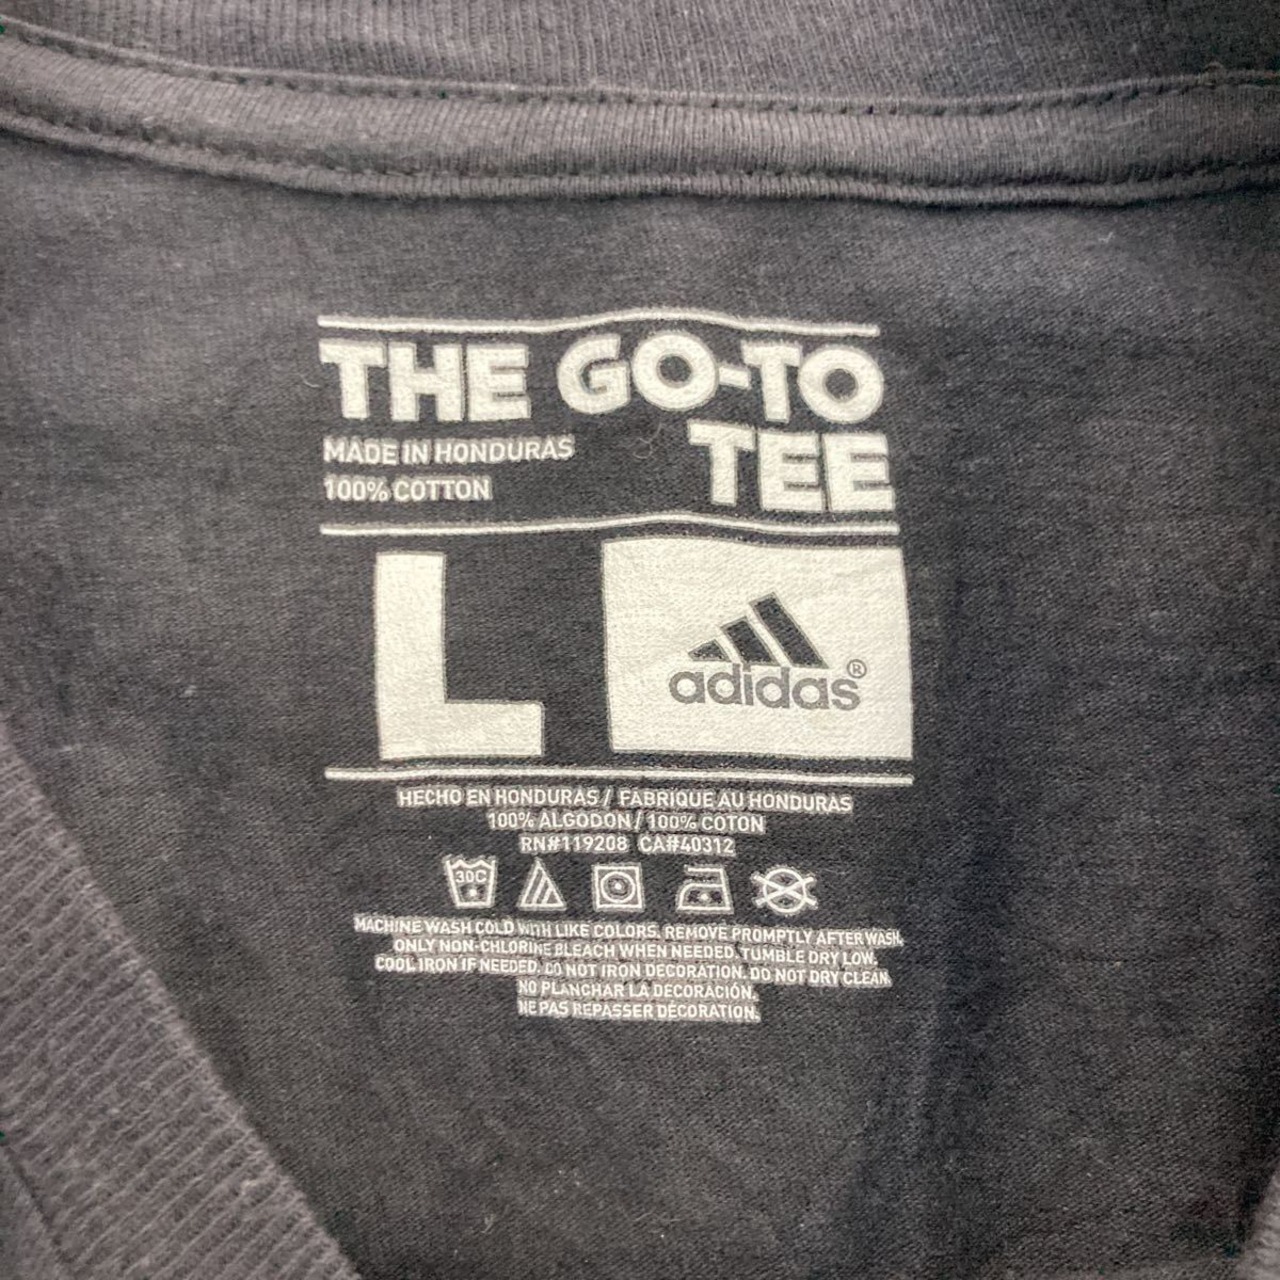 THE GO-TO
TEE
MADE IN HONDURAS
100% COTTON
L
adidas®
HECHO EN HONDURAS / FABRIQUE AU HONDURAS
100% ALGODON / 100% COTON
RN#119208 CA#40312
30C
MACHINE WASH COLD WITH LIKE COLORS. REMOVE PROMPTLY AFTER WASH.
ONLY NON-CHLORINE BLEACH WHEN NEEDED. TUMBLE DRY LOW.
COOL IRON IF NEEDED. DO NOT IRON DECORATION. DO NOT DRY CLEAN.
NO PLANCHAR LA DECORACIÓN.
NE PAS REPASSER DÉCORATION.